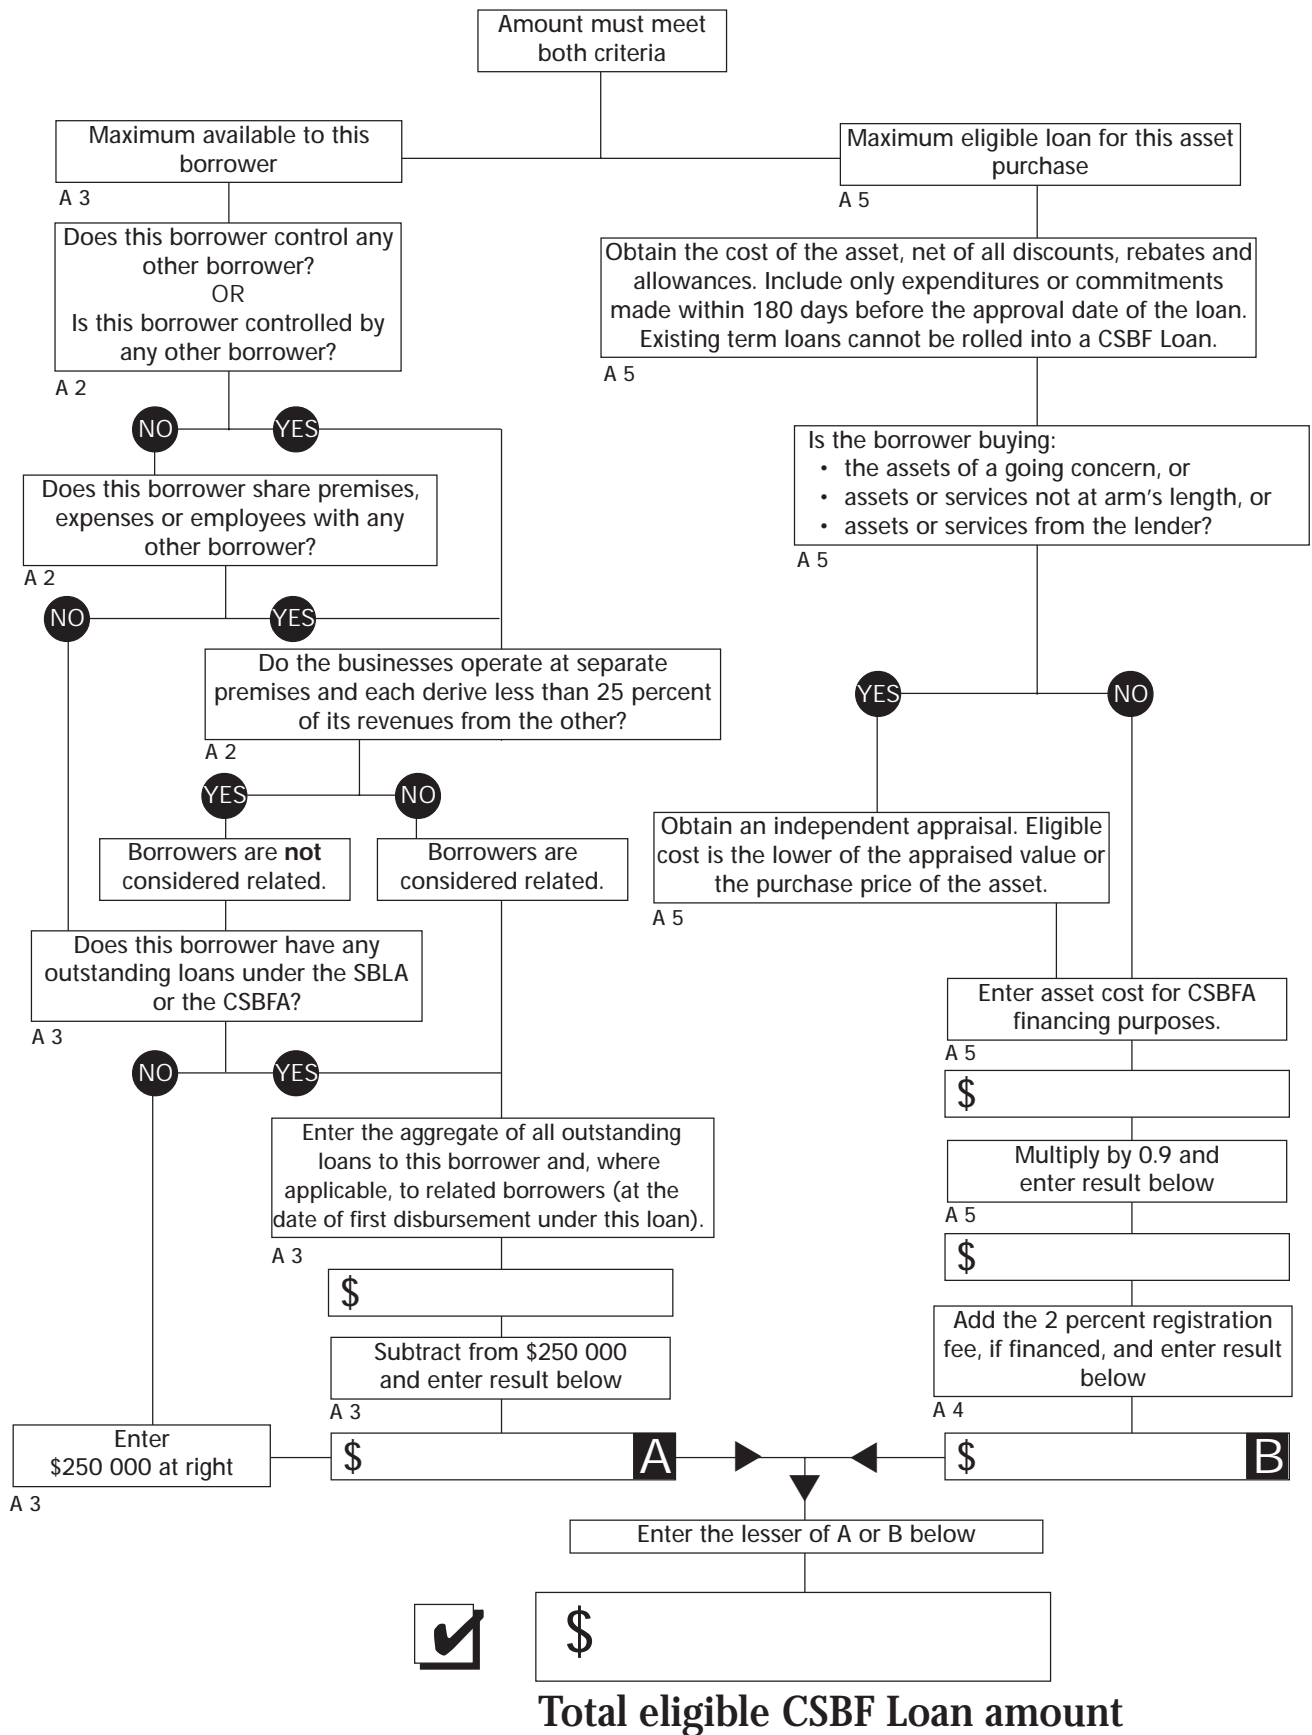 Amount must meet
both criteria
Maximum available to this
borrower
A 3
Does this borrower control any
other borrower?
OR
Is this borrower controlled by
any other borrower?
A 2
NO
YES
Does this borrower share premises,
expenses or employees with any
other borrower?
A 2
NO
YES
Do the businesses operate at separate
premises and each derive less than 25 percent
of its revenues from the other?
A 2
YES
NO
Borrowers are not
considered related.
Borrowers are
considered related.
Does this borrower have any
outstanding loans under the SBLA
or the CSBFA?
A 3
NO
YES
Enter the aggregate of all outstanding
loans to this borrower and, where
applicable, to related borrowers (at the
date of first disbursement under this loan).
A 3
$
Subtract from $250 000
and enter result below
A 3
Enter
$250 000 at right
A 3
$
A
Maximum eligible loan for this asset
purchase
A 5
Obtain the cost of the asset, net of all discounts, rebates and
allowances. Include only expenditures or commitments
made within 180 days before the approval date of the loan.
Existing term loans cannot be rolled into a CSBF Loan.
A 5
Is the borrower buying:
• the assets of a going concern, or
• assets or services not at arm's length, or
• assets or services from the lender?
A 5
YES
NO
Obtain an independent appraisal. Eligible
cost is the lower of the appraised value or
the purchase price of the asset.
A 5
Enter asset cost for CSBFA
financing purposes.
A 5
$
Multiply by 0.9 and
enter result below
A 5
$
Add the 2 percent registration
fee, if financed, and enter result
below
A 4
$
B
Enter the lesser of A or B below
$
Total eligible CSBF Loan amount